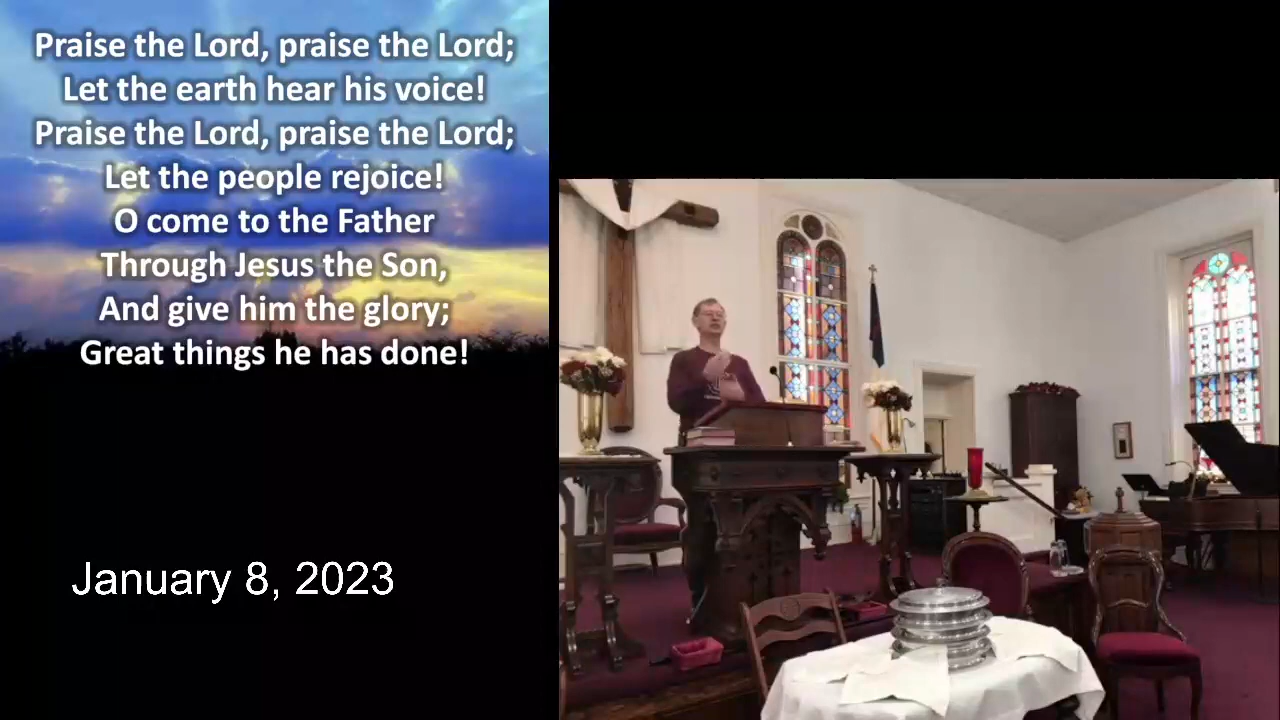 Praise the Lord, praise the Lord;
Let the earth hear his voice!
Praise the Lord, praise the Lord;
Let the people rejoice!
O come to the Father
Through Jesus the Son,
And give him the glory;
Great things he has done!
January 8, 2023